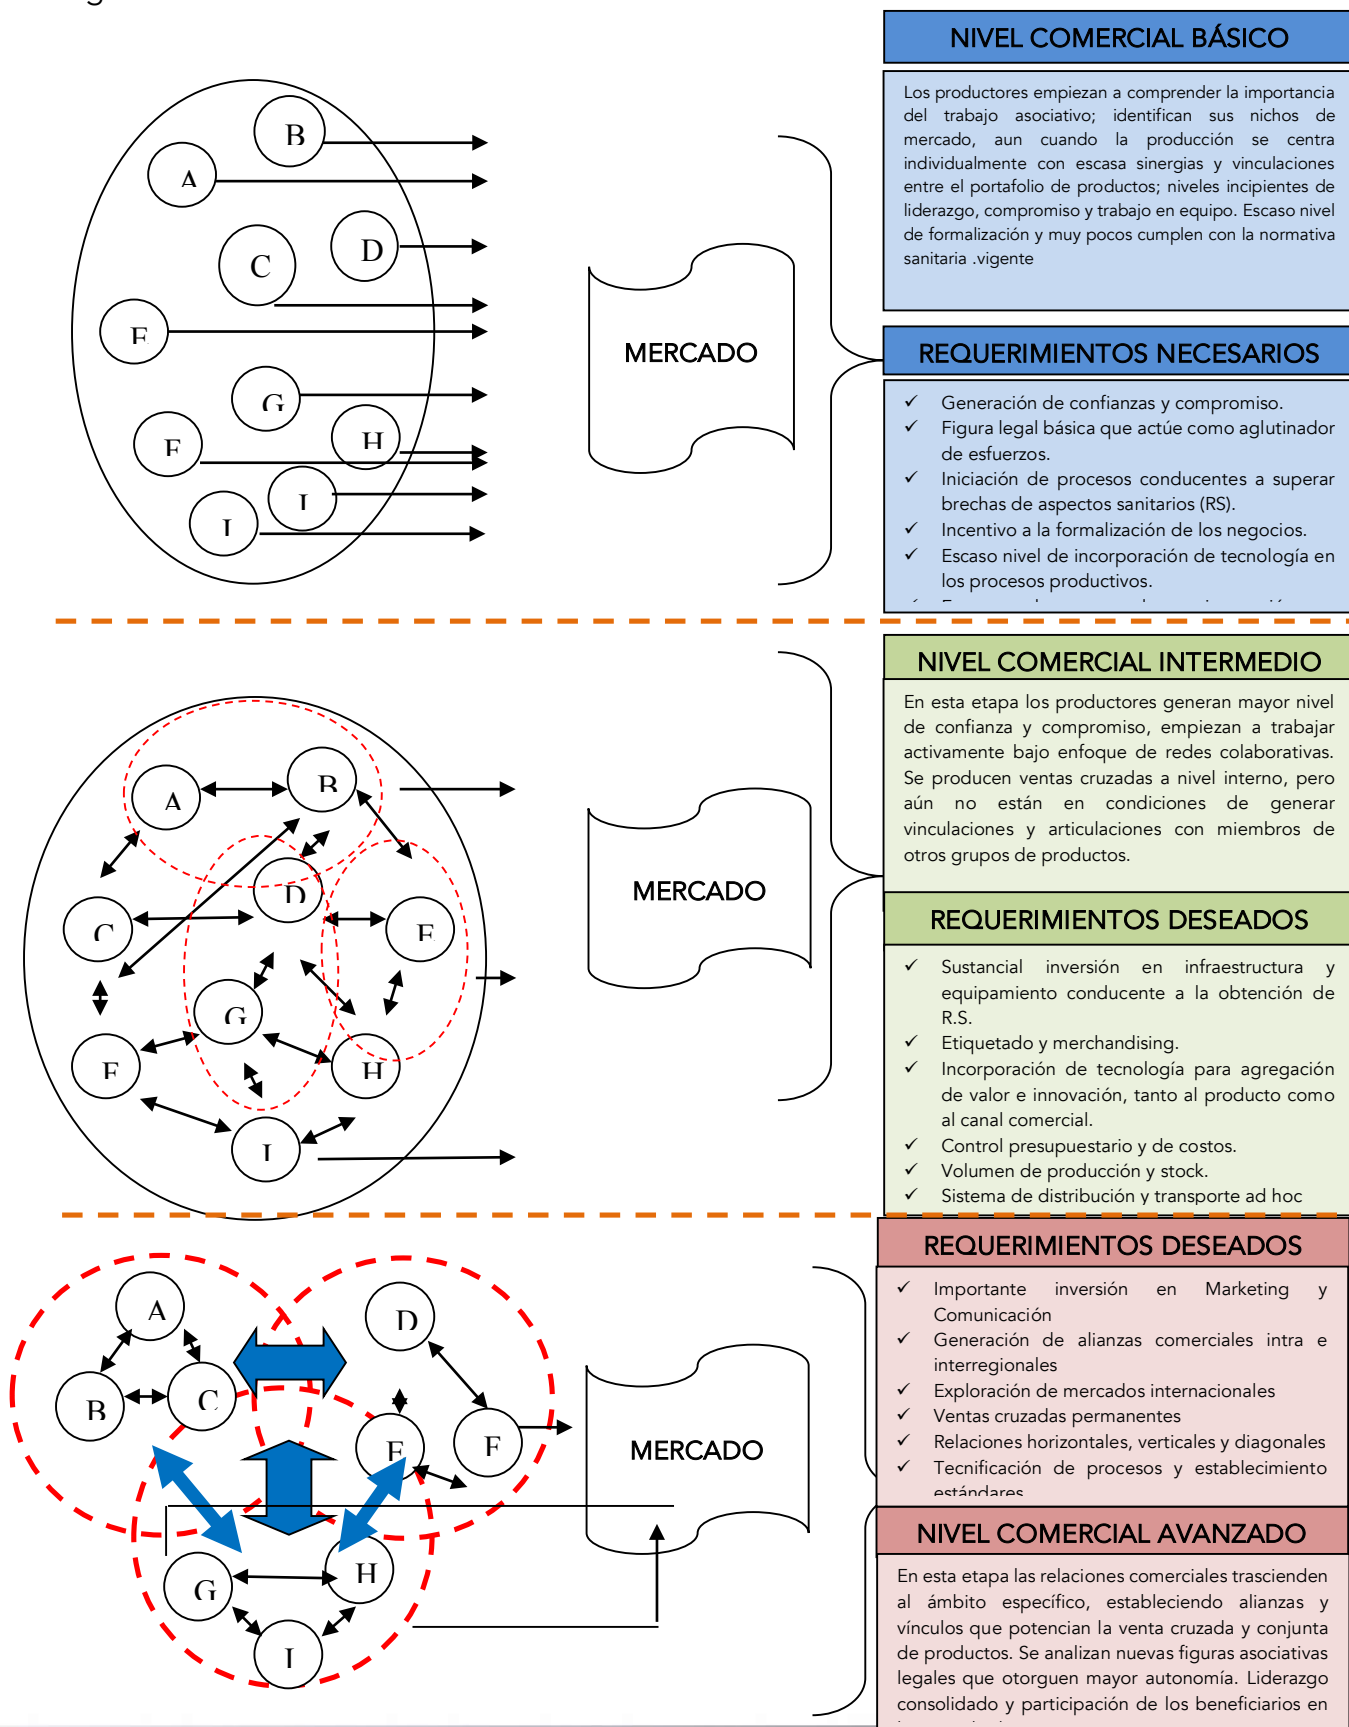 NIVEL COMERCIAL BÁSICO
Los productores empiezan a comprender la importancia
del trabajo asociativo; identifican sus nichos de
mercado, aun cuando la producción se centra
individualmente con escasa sinergias y vinculaciones
entre el portafolio de productos; niveles incipientes de
liderazgo, compromiso y trabajo en equipo. Escaso nivel
de formalización y muy pocos cumplen con la normativa
sanitaria .vigente
B
A
D
C
E
G
F
H
I
MERCADO
REQUERIMIENTOS NECESARIOS
✓ Generación de confianzas y compromiso.
✓ Figura legal básica que actúe como aglutinador
de esfuerzos.
✓ Iniciación de procesos conducentes a superar
brechas de aspectos sanitarios (RS).
✓ Incentivo a la formalización de los negocios.
✓ Escaso nivel de incorporación de tecnología en
los procesos productivos.
NIVEL COMERCIAL INTERMEDIO
En esta etapa los productores generan mayor nivel
de confianza y compromiso, empiezan a trabajar
activamente bajo enfoque de redes colaborativas.
Se producen ventas cruzadas a nivel interno, pero
aún no están en condiciones de generar
vinculaciones y articulaciones con miembros de
otros grupos de productos.
A
B
D
C
E
G
F
H
I
MERCADO
REQUERIMIENTOS DESEADOS
✓ Sustancial inversión en infraestructura y
equipamiento conducente a la obtención de
R.S.
✓ Etiquetado y merchandising.
✓ Incorporación de tecnología para agregación
de valor e innovación, tanto al producto como
al canal comercial.
✓ Control presupuestario y de costos.
✓ Volumen de producción y stock.
✓ Sistema de distribución y transporte ad hoc
REQUERIMIENTOS DESEADOS
✓ Importante inversión en Marketing y
Comunicación
✓ Generación de alianzas comerciales intra e
interregionales
✓ Exploración de mercados internacionales
✓ Ventas cruzadas permanentes
✓ Relaciones horizontales, verticales y diagonales
✓ Tecnificación de procesos y establecimiento
estándares
A
D
B
C
E
F
G
H
I
MERCADO
NIVEL COMERCIAL AVANZADO
En esta etapa las relaciones comerciales trascienden
al ámbito específico, estableciendo alianzas y
vínculos que potencian la venta cruzada y conjunta
de productos. Se analizan nuevas figuras asociativas
legales que otorguen mayor autonomía. Liderazgo
consolidado y participación de los beneficiarios en